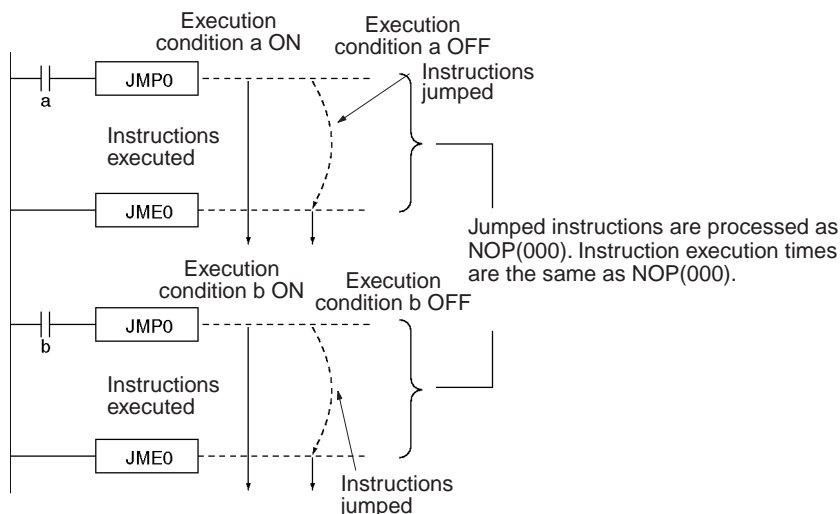 Execution
condition a ON
Execution
condition a OFF
JMP0
a
Instructions
jumped
Instructions
executed
JME0
Jumped instructions are processed as
NOP(000). Instruction execution times
are the same as NOP(000).
Execution
condition b ON
Execution
condition b OFF
JMP0
b
Instructions
executed
JME0
Instructions
jumped